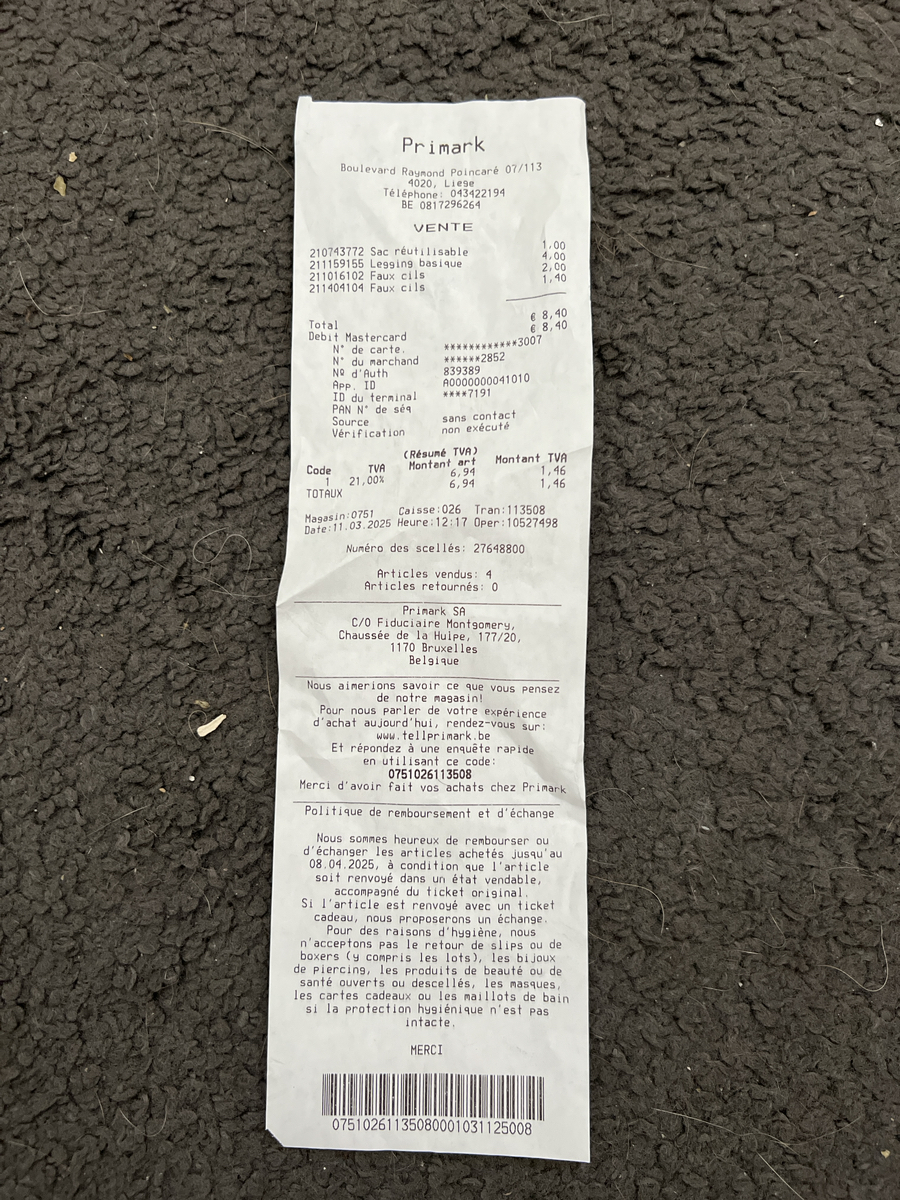 Primark
Boulevard Raymond Poincaré 07/113
4020, Liege
Téléphone: 043422194
BE 0817296264
VENTE
210743772 Sac réutilisable 1,00
211159155 Legging basique 4,00
211016102 Faux cils 2,00
211404104 Faux cils 1,40
Total € 8,40
Debit Mastercard € 8,40
N° de carte. ************3007
N° du marchand ******2852
Nº d'Auth 839389
App. ID A0000000041010
ID du terminal ****7191
PAN N° de séq
Source sans contact
Vérification non exécuté
(Résumé TVA)
Code TVA Montant art Montant TVA
1 21,00% 6,94 1,46
TOTAUX 6,94 1,46
Magasin:0751 Caisse:026 Tran:113508
Date:11.03.2025 Heure:12:17 Oper:10527498
Numéro des scellés: 27648800
Articles vendus: 4
Articles retournés: 0
Primark SA
C/O Fiduciaire Montgomery,
Chaussée de la Hulpe, 177/20,
1170 Bruxelles
Belgique
Nous aimerions savoir ce que vous pensez
de notre magasin!
Pour nous parler de votre expérience
d'achat aujourd'hui, rendez-vous sur:
www.tellprimark.be
Et répondez à une enquête rapide
en utilisant ce code:
0751026113508
Merci d'avoir fait vos achats chez Primark
Politique de remboursement et d'échange
Nous sommes heureux de rembourser ou
d'échanger les articles achetés jusqu'au
08.04.2025, à condition que l'article
soit renvoyé dans un état vendable,
accompagné du ticket original.
Si l'article est renvoyé avec un ticket
cadeau, nous proposerons un échange.
Pour des raisons d'hygiène, nous
n'acceptons pas le retour de slips ou de
boxers (y compris les lots), les bijoux
de piercing, les produits de beauté ou de
santé ouverts ou descellés, les masques,
les cartes cadeaux ou les maillots de bain
si la protection hygiénique n'est pas
intacte.
MERCI
07510261135080001031125008